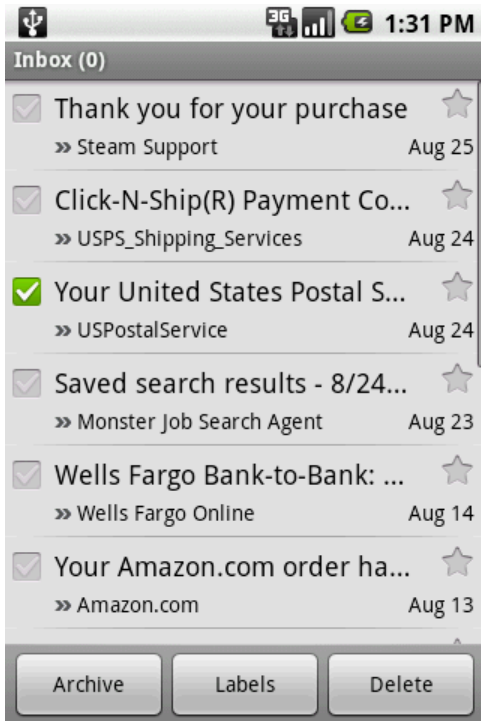 3G 1:31 PM
Inbox (0)
Thank you for your purchase
» Steam Support Aug 25
Click-N-Ship(R) Payment Co...
» USPS_Shipping_Services Aug 24
Your United States Postal S...
» USPostalService Aug 24
Saved search results - 8/24...
» Monster Job Search Agent Aug 23
Wells Fargo Bank-to-Bank: ...
» Wells Fargo Online Aug 14
Your Amazon.com order ha...
» Amazon.com Aug 13
Archive Labels Delete